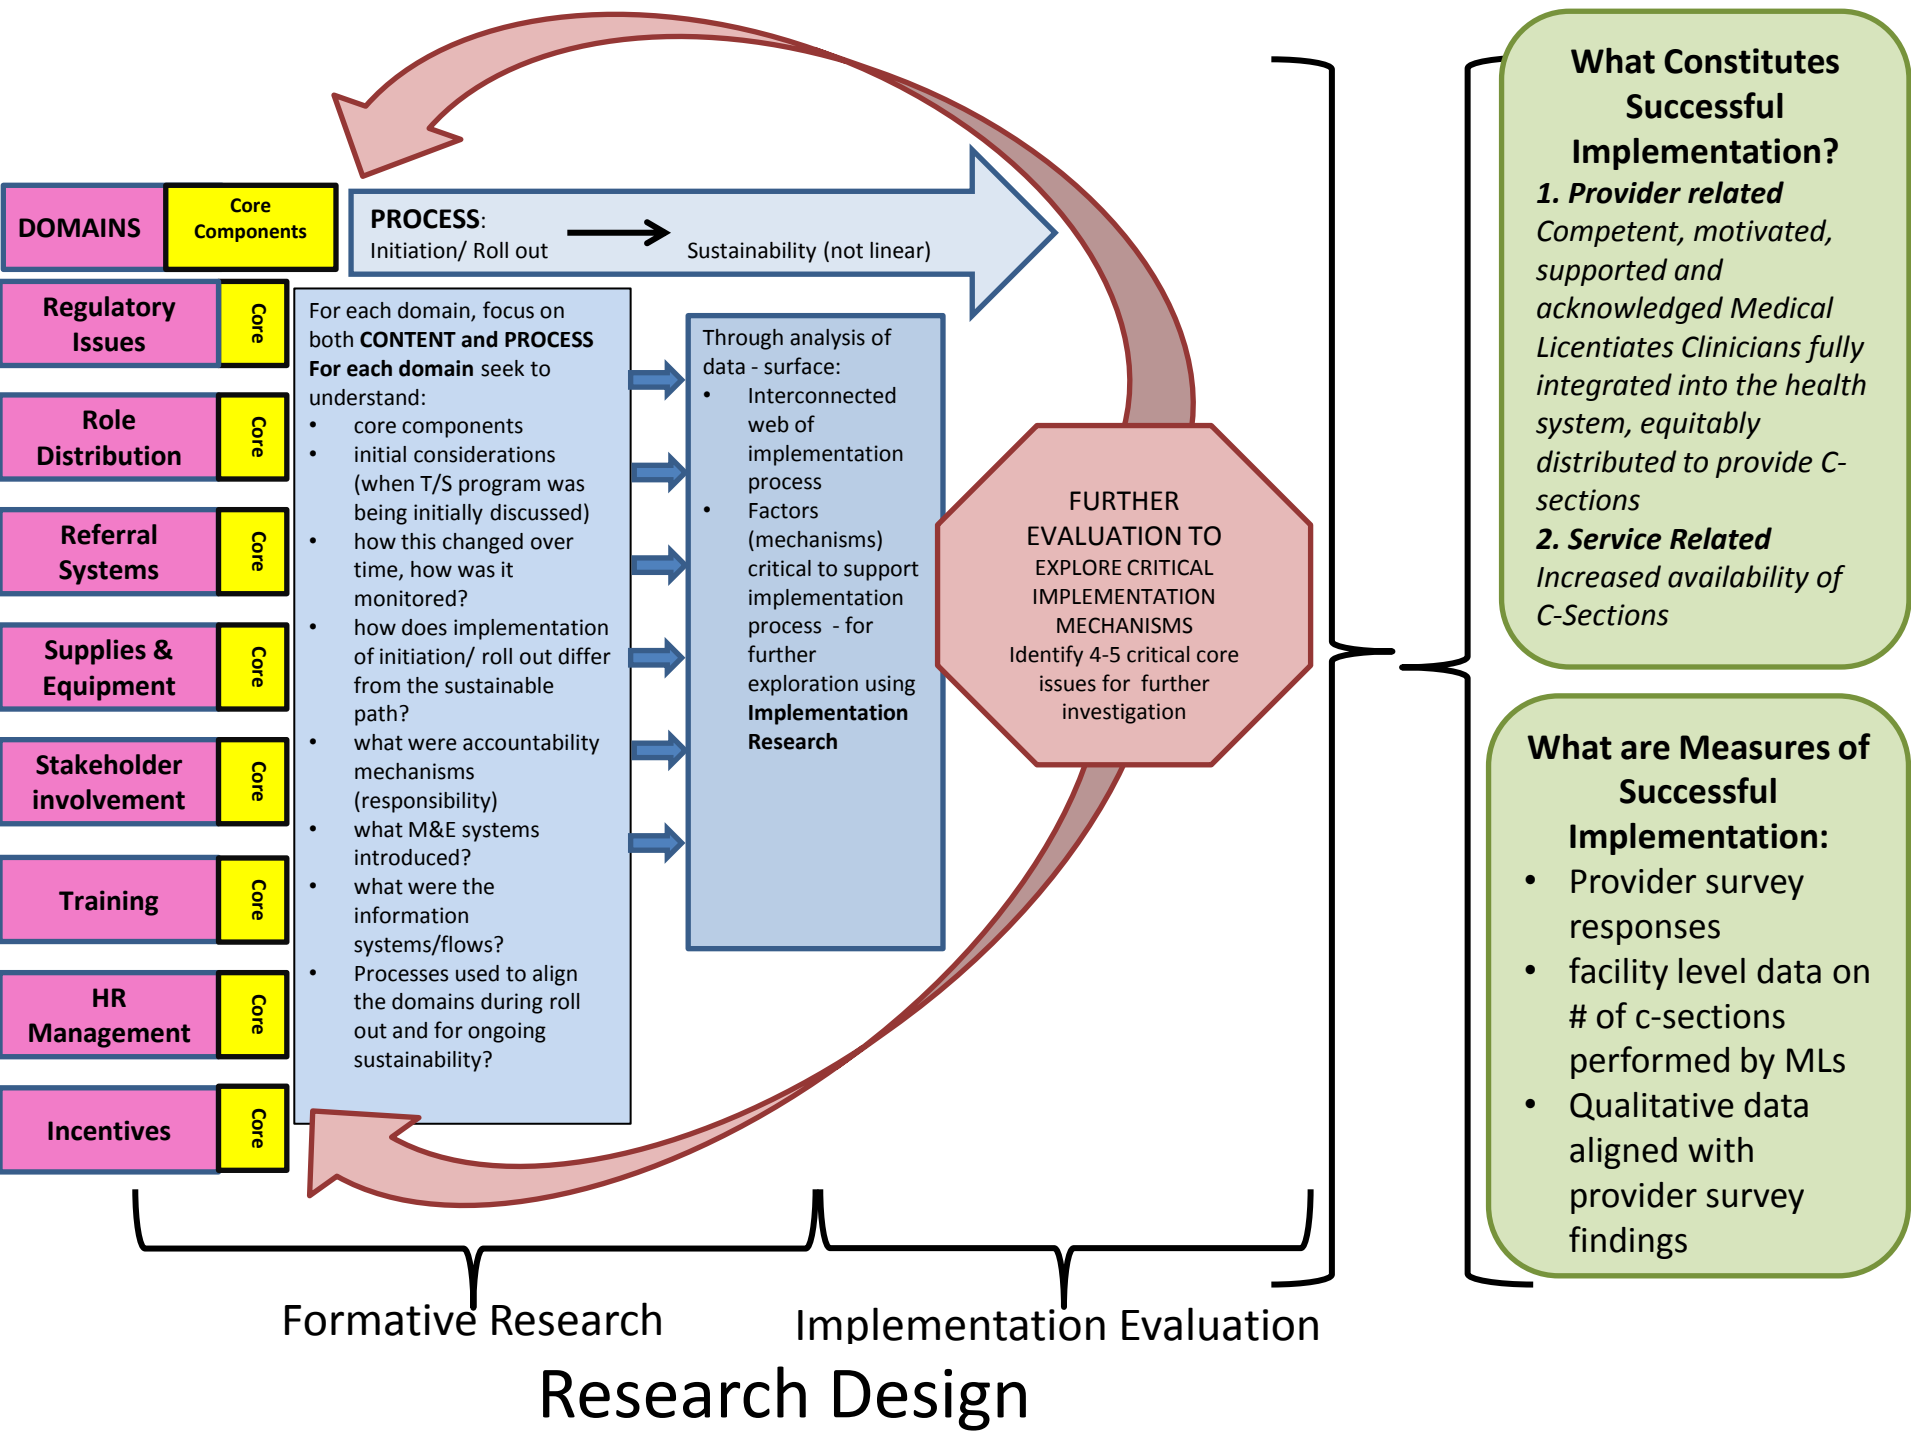 DOMAINS
Core
Components
PROCESS:
Initiation/ Roll out
Sustainability (not linear)
Regulatory
Issues
Core
Role
Distribution
Core
Referral
Systems
Core
Supplies &
Equipment
Core
Stakeholder
involvement
Core
Training
Core
HR
Management
Core
Incentives
Core
For each domain, focus on
both CONTENT and PROCESS
For each domain seek to
understand:
• core components
• initial considerations
(when T/S program was
being initially discussed)
• how this changed over
time, how was it
monitored?
• how does implementation
of initiation/ roll out differ
from the sustainable
path?
• what were accountability
mechanisms
(responsibility)
• what M&E systems
introduced?
• what were the
information
systems/flows?
• Processes used to align
the domains during roll
out and for ongoing
sustainability?
Through analysis of
data - surface:
• Interconnected
web of
implementation
process
• Factors
(mechanisms)
critical to support
implementation
process - for
further
exploration using
Implementation
Research
FURTHER
EVALUATION TO
EXPLORE CRITICAL
IMPLEMENTATION
MECHANISMS
Identify 4-5 critical core
issues for further
investigation
What Constitutes
Successful
Implementation?
1. Provider related
Competent, motivated,
supported and
acknowledged Medical
Licentiates Clinicians fully
integrated into the health
system, equitably
distributed to provide C-
sections
2. Service Related
Increased availability of
C-Sections
What are Measures of
Successful
Implementation:
• Provider survey
responses
• facility level data on
# of c-sections
performed by MLs
• Qualitative data
aligned with
provider survey
findings
Formative Research
Implementation Evaluation
Research Design